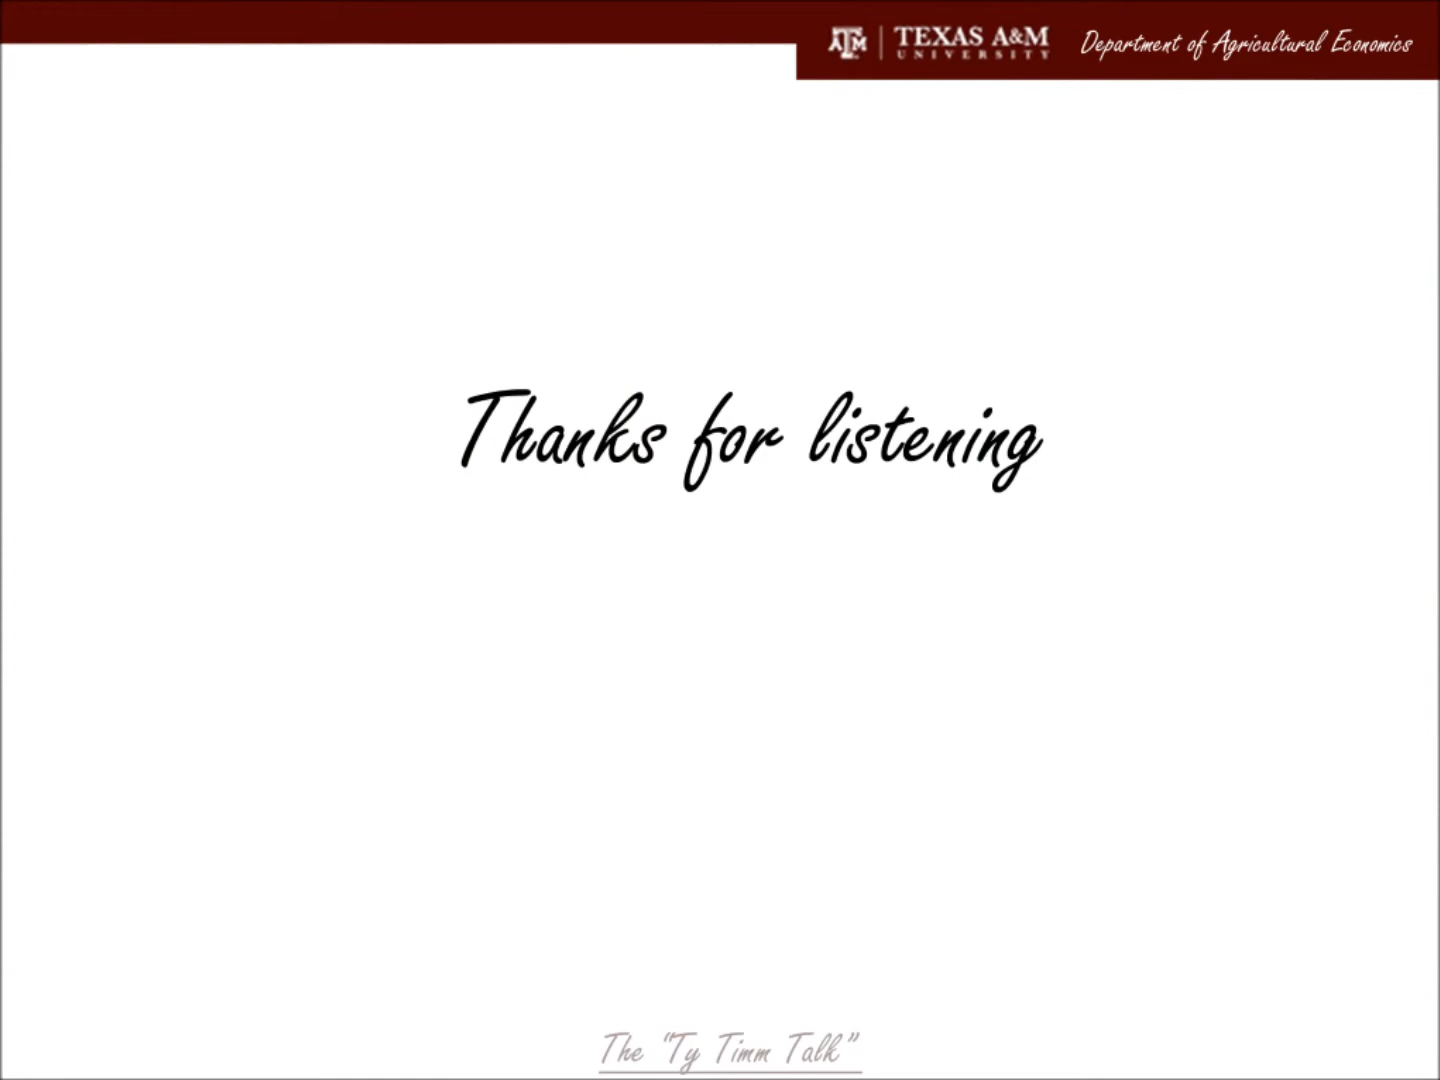 TEXAS A&M
UNIVERSITY
Department of Agricultural Economics
Thanks for listening
The "Ty Timm Talk"